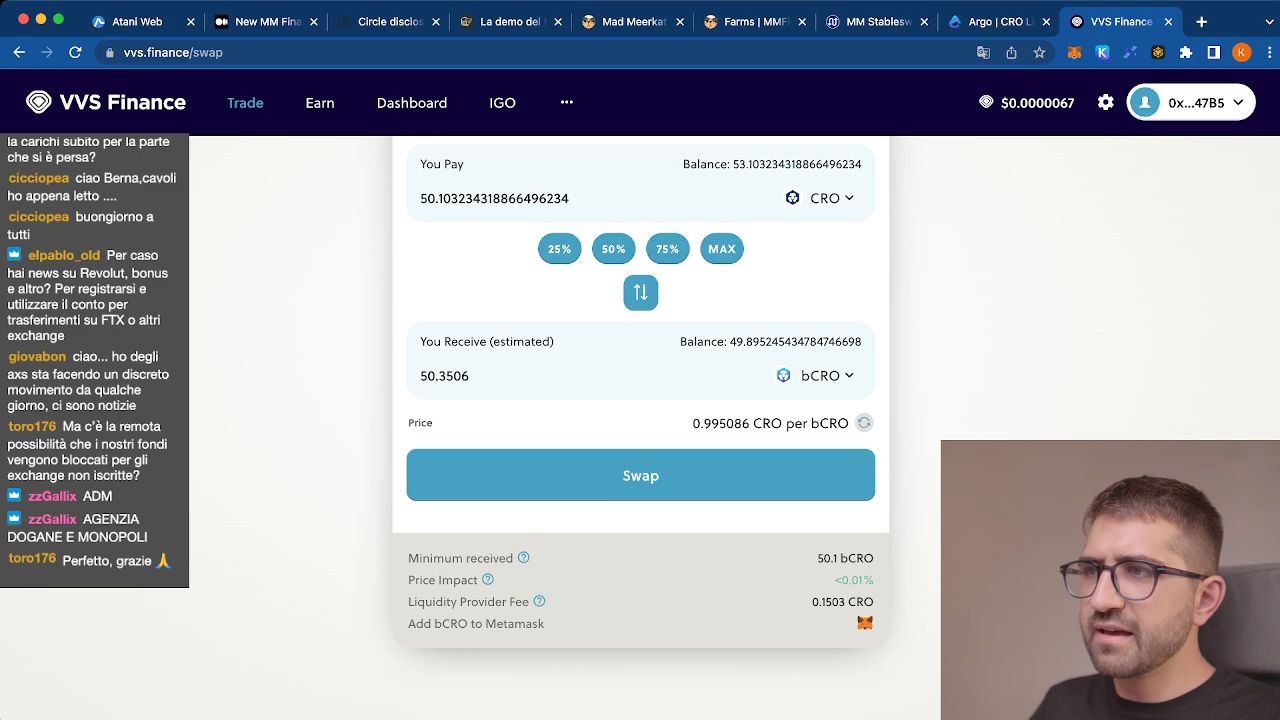 Atani Web
New MM Fina
Circle disclos
La demo del
Mad Meerkat
Farms | MMFi
MM Stablesw
Argo | CRO Li
VVS Finance
vvs.finance/swap
K
VVS Finance
Trade
Earn
Dashboard
IGO
$0.0000067
0x...47B5
la carichi subito per la parte
che si è persa?
cicciopea ciao Berna,cavoli
ho appena letto ....
cicciopea buongiorno a
tutti
elpablo_old Per caso
hai news su Revolut, bonus
e altro? Per registrarsi e
utilizzare il conto per
trasferimenti su FTX o altri
exchange
giovabon ciao... ho degli
axs sta facendo un discreto
movimento da qualche
giorno, ci sono notizie
toro176 Ma c'è la remota
possibilità che i nostri fondi
vengono bloccati per gli
exchange non iscritte?
zzGallix ADM
zzGallix AGENZIA
DOGANE E MONOPOLI
toro176 Perfetto, grazie 🙏
You Pay
Balance: 53.103234318866496234
50.103234318866496234
CRO
25%
50%
75%
MAX
You Receive (estimated)
Balance: 49.895245434784746698
50.3506
bCRO
Price
0.995086 CRO per bCRO
Swap
Minimum received
50.1 bCRO
Price Impact
<0.01%
Liquidity Provider Fee
0.1503 CRO
Add bCRO to Metamask